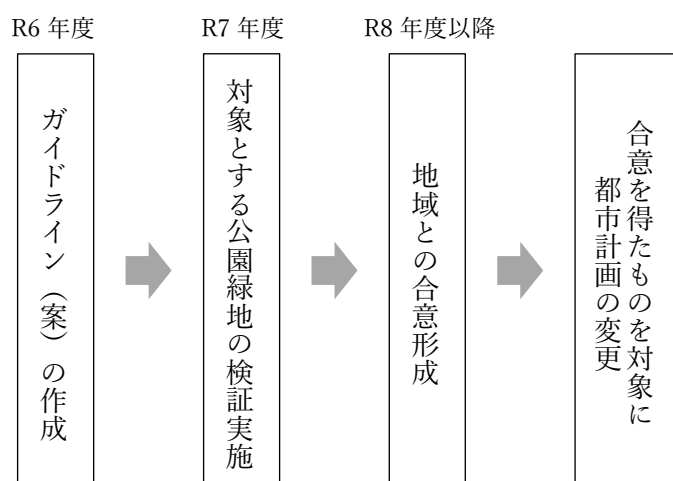 R6 年度
R7 年度
R8 年度以降
ガイドライン（案）の作成
対象とする公園緑地の検証実施
地域との合意形成
合意を得たものを対象に
都市計画の変更